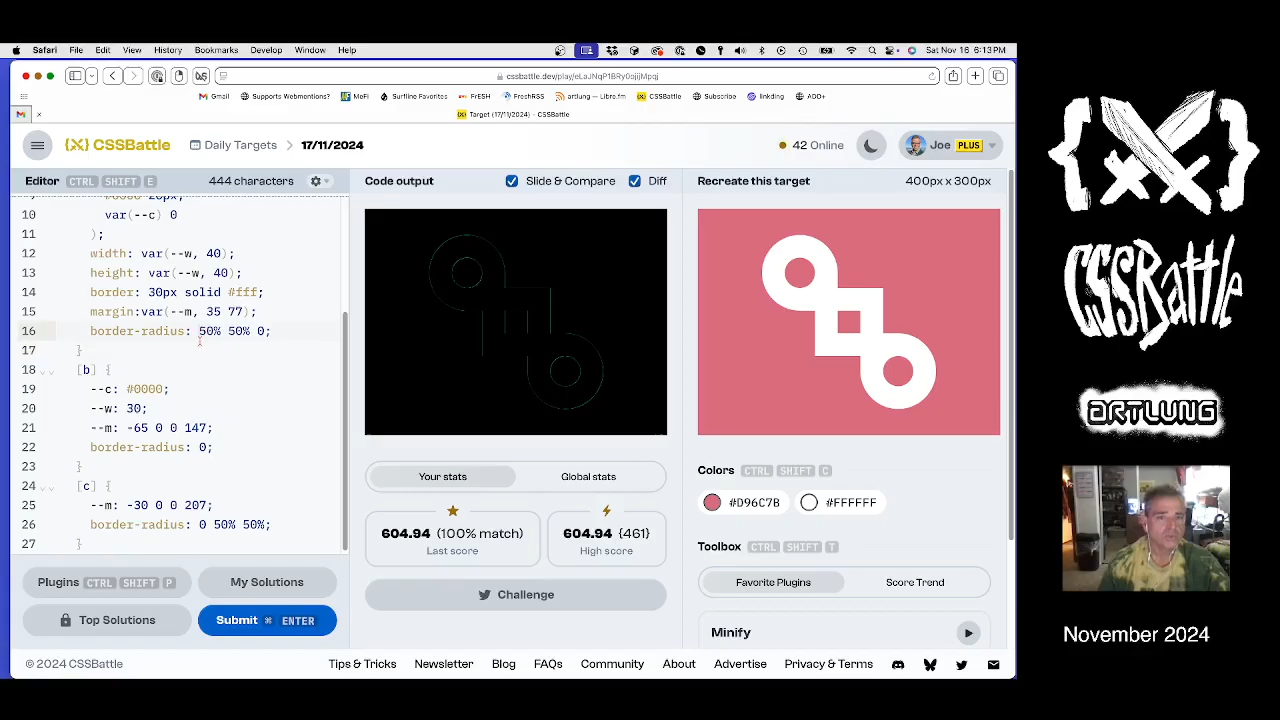 Safari File Edit View History Bookmarks Develop Window Help Sat Nov 16 6:13 PM
cssbattle.dev/play/eLaJNqP1BRy0ojjMpqj
Gmail Supports Webmentions? MeFi Surfline Favorites FrESH FreshRSS artlung — Libre.fm CSSBattle Subscribe linkding ADD+
Target (17/11/2024) - CSSBattle
CSSBattle Daily Targets 17/11/2024 42 Online Joe PLUS
Editor CTRL SHIFT E 444 characters
Code output Slide & Compare Diff
Recreate this target 400px x 300px
10 var(--c) 0
11 );
12 width: var(--w, 40);
13 height: var(--w, 40);
14 border: 30px solid #fff;
15 margin:var(--m, 35 77);
16 border-radius: 50% 50% 0;
17 }
18 [b] {
19 --c: #0000;
20 --w: 30;
21 --m: -65 0 0 147;
22 border-radius: 0;
23 }
24 [c] {
25 --m: -30 0 0 207;
26 border-radius: 0 50% 50%;
27 }
Plugins CTRL SHIFT P My Solutions
Top Solutions Submit ⌘ ENTER
Your stats Global stats
604.94 (100% match)
Last score
604.94 {461}
High score
Challenge
Colors CTRL SHIFT C
#D96C7B #FFFFFF
Toolbox CTRL SHIFT T
Favorite Plugins Score Trend
Minify
© 2024 CSSBattle Tips & Tricks Newsletter Blog FAQs Community About Advertise Privacy & Terms
CSSBattle
ARTLUNG
November 2024